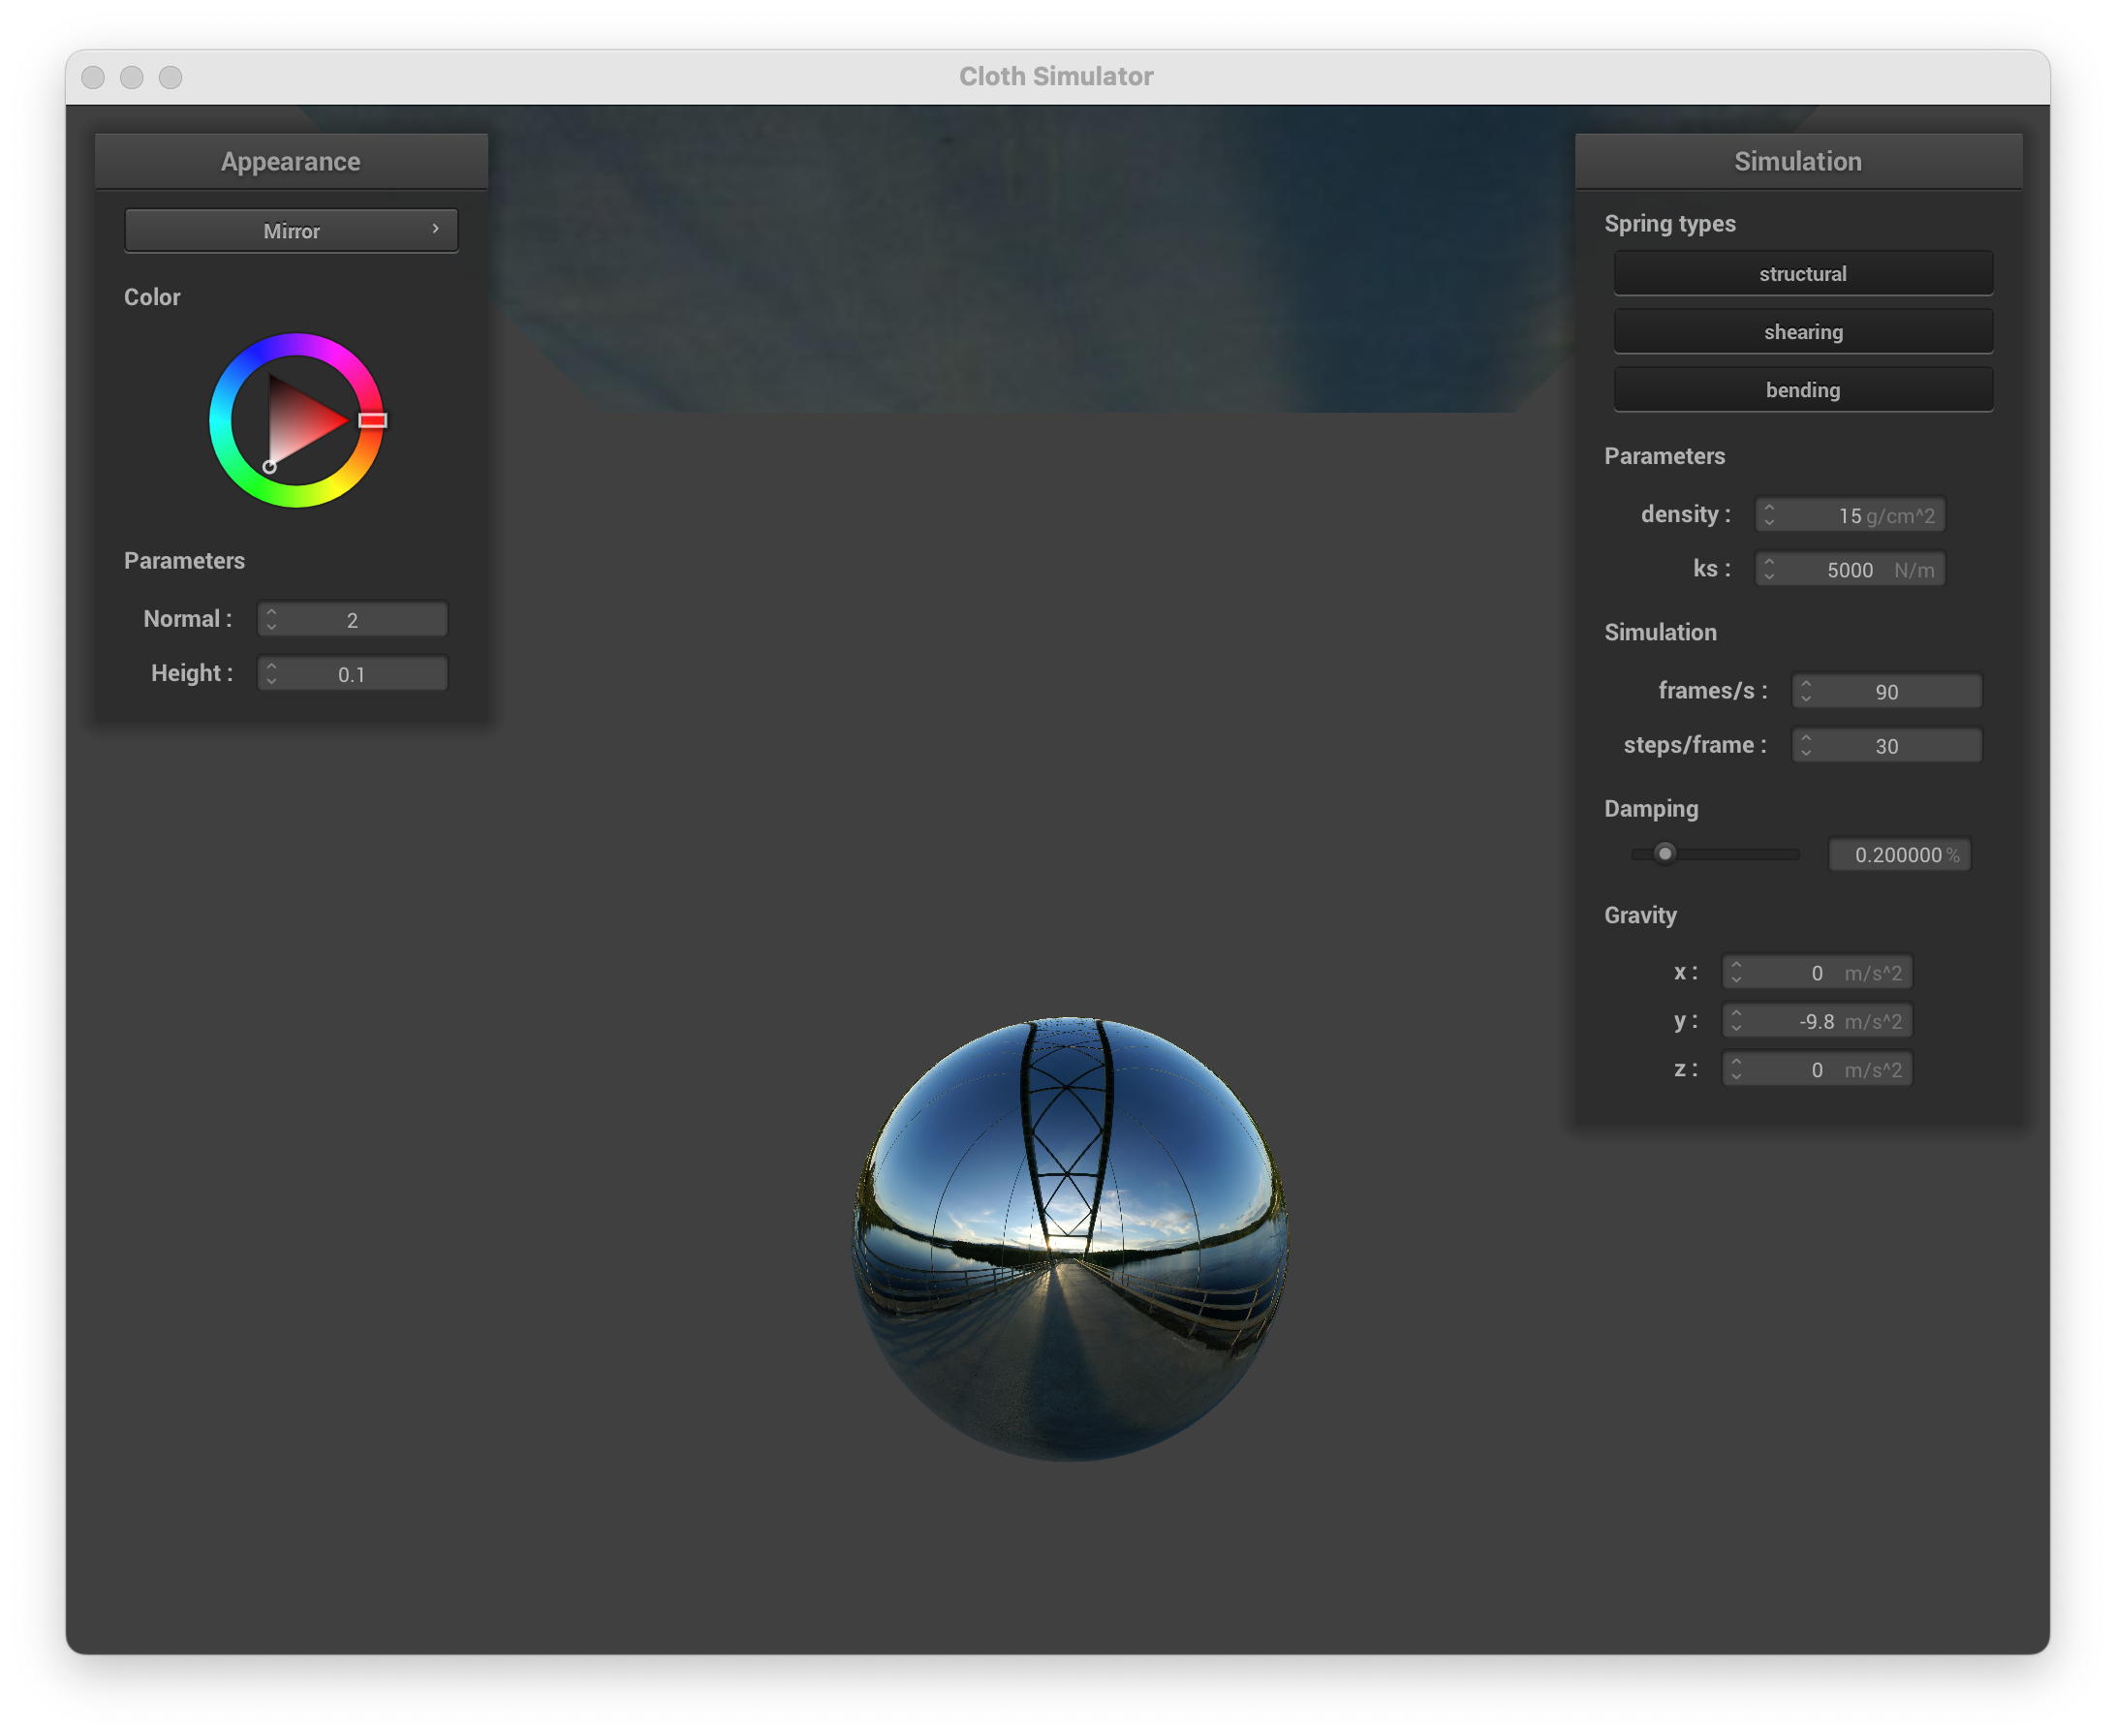 Cloth Simulator
Appearance
Mirror
Color
Parameters
Normal : 2
Height : 0.1
Simulation
Spring types
structural
shearing
bending
Parameters
density : 15 g/cm^2
ks : 5000 N/m
Simulation
frames/s : 90
steps/frame : 30
Damping
0.200000 %
Gravity
x : 0 m/s^2
y : -9.8 m/s^2
z : 0 m/s^2